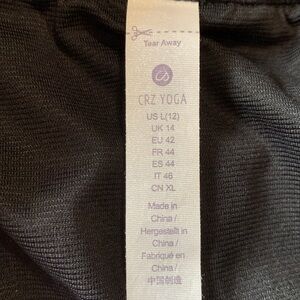 Tear Away
CRZ YOGA
US L(12)
UK 14
EU 42
FR 44
ES 44
IT 46
CN XL
Made in
China /
Hergestellt in
China /
Fabriqué en
China /
中国制造